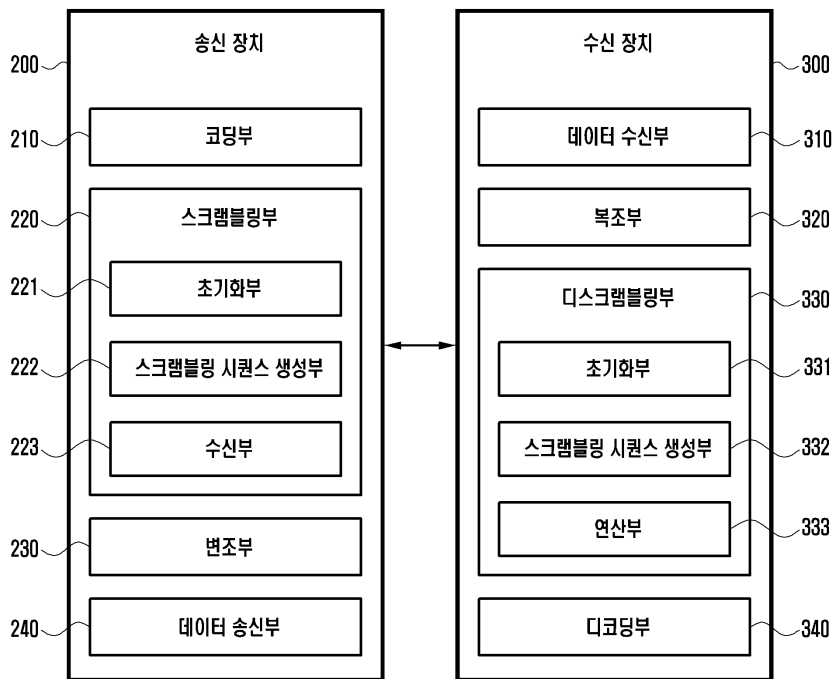 송신 장치
200
210
코딩부
220
스크램블링부
221
초기화부
222
스크램블링 시퀀스 생성부
223
수신부
230
변조부
240
데이터 송신부
수신 장치
300
데이터 수신부
310
복조부
320
디스크램블링부
330
초기화부
331
스크램블링 시퀀스 생성부
332
연산부
333
디코딩부
340